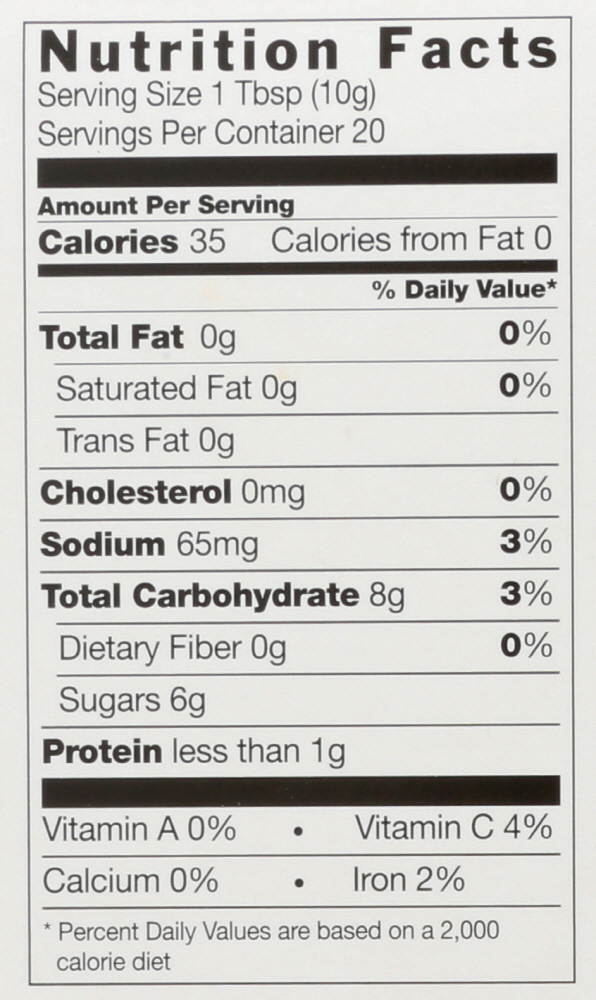 Nutrition Facts
Serving Size 1 Tbsp (10g)
Servings Per Container 20
Amount Per Serving
Calories 35 Calories from Fat 0
% Daily Value*
Total Fat 0g 0%
Saturated Fat 0g 0%
Trans Fat 0g
Cholesterol 0mg 0%
Sodium 65mg 3%
Total Carbohydrate 8g 3%
Dietary Fiber 0g 0%
Sugars 6g
Protein less than 1g
Vitamin A 0% • Vitamin C 4%
Calcium 0% • Iron 2%
* Percent Daily Values are based on a 2,000
calorie diet